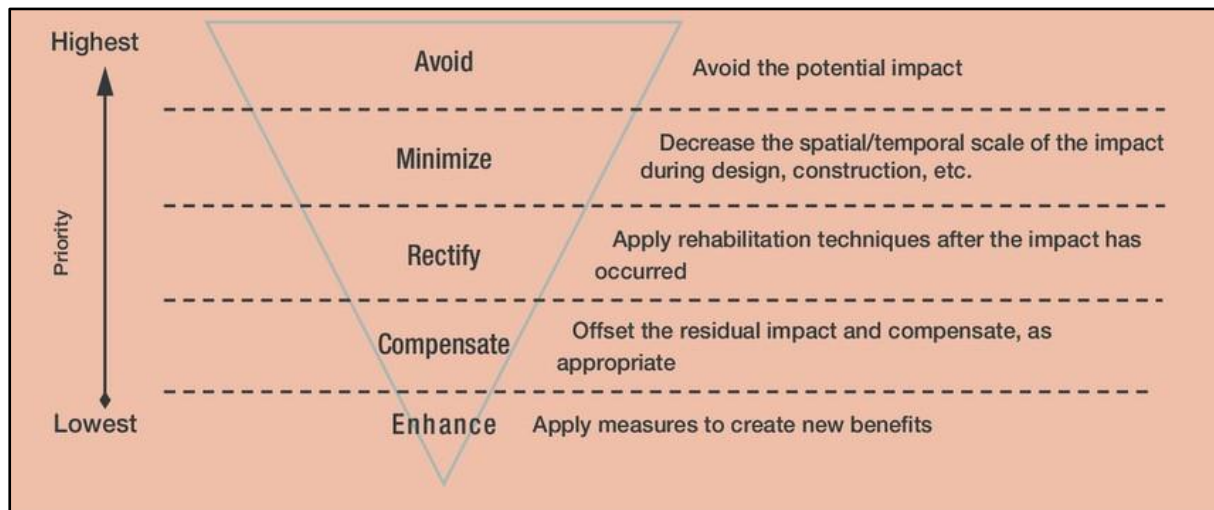 Highest
Avoid
Avoid the potential impact
Minimize
Decrease the spatial/temporal scale of the impact
during design, construction, etc.
Priority
Rectify
Apply rehabilitation techniques after the impact has
occurred
Compensate
Offset the residual impact and compensate, as
appropriate
Lowest
Enhance
Apply measures to create new benefits